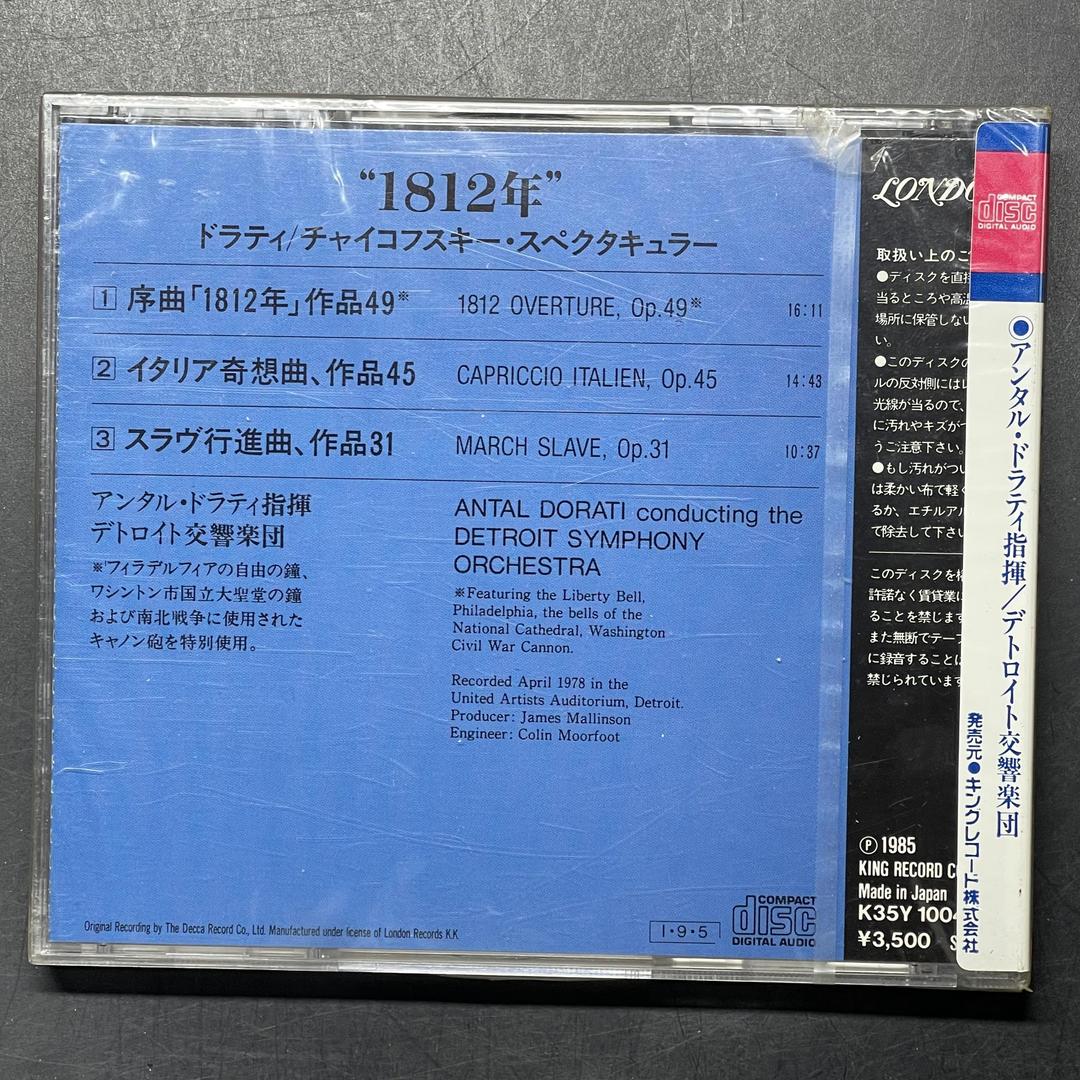 “1812年”
ドラティ/チャイコフスキー・スペクタキュラー
1 序曲「1812年」作品49※ 1812 OVERTURE, Op.49※ 16:11
2 イタリア奇想曲、作品45 CAPRICCIO ITALIEN, Op.45 14:43
3 スラヴ行進曲、作品31 MARCH SLAVE, Op.31 10:37
アンタル・ドラティ指揮
デトロイト交響楽団
※フィラデルフィアの自由の鐘、
ワシントン市国立大聖堂の鐘
および南北戦争に使用された
キャノン砲を特別使用。
ANTAL DORATI conducting the
DETROIT SYMPHONY
ORCHESTRA
※Featuring the Liberty Bell,
Philadelphia, the bells of the
National Cathedral, Washington
Civil War Cannon.
Recorded April 1978 in the
United Artists Auditorium, Detroit.
Producer: James Mallinson
Engineer: Colin Moorfoot
Original Recording by The Decca Record Co., Ltd. Manufactured under license of London Records K.K
1・9・5
COMPACT
disc
DIGITAL AUDIO
取扱い上のご
●ディスクを直接
当るところや高温
場所に保管しない
い。
●このディスクの
ルの反対側にはレ
光線が当るので、
に汚れやキズがつ
うご注意下さい。
●もし汚れがつい
は柔かい布で軽く
るか、エチルアル
で除去して下さい
このディスクを権
許諾なく賃貸業に
ることを禁じます
また無断でテープ
に録音することは
禁じられています
Ⓟ 1985
KING RECORD C
Made in Japan
K35Y 100
¥3,500
COMPACT
disc
DIGITAL AUDIO
●アンタル・ドラティ指揮/デトロイト交響楽団
発売元●キングレコード株式会社